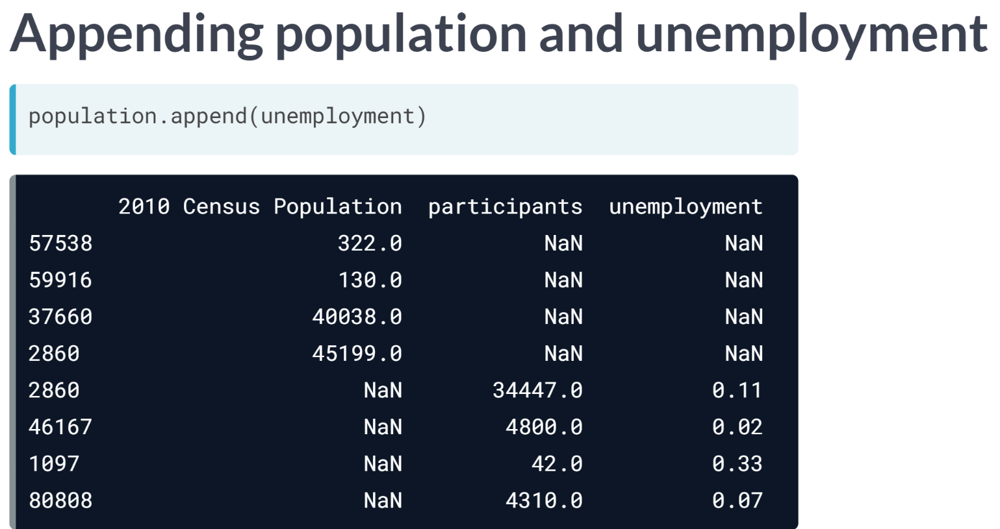 Appending population and unemployment
population.append(unemployment)
2010 Census Population participants unemployment
57538 322.0 NaN NaN
59916 130.0 NaN NaN
37660 40038.0 NaN NaN
2860 45199.0 NaN NaN
2860 NaN 34447.0 0.11
46167 NaN 4800.0 0.02
1097 NaN 42.0 0.33
80808 NaN 4310.0 0.07